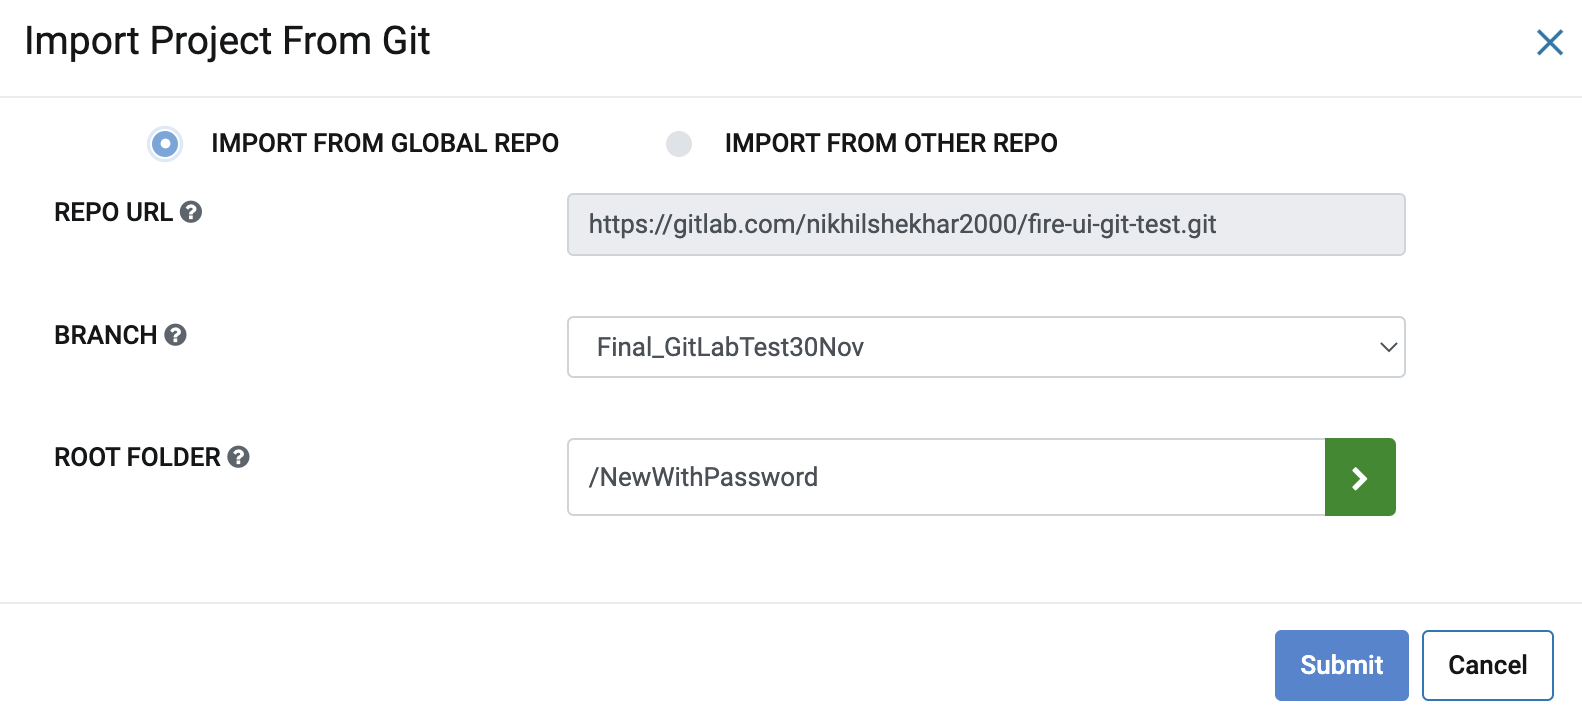 Import Project From Git
IMPORT FROM GLOBAL REPO
IMPORT FROM OTHER REPO
REPO URL
https://gitlab.com/nikhilshekhar2000/fire-ui-git-test.git
BRANCH
Final_GitLabTest30Nov
ROOT FOLDER
/NewWithPassword
Submit
Cancel